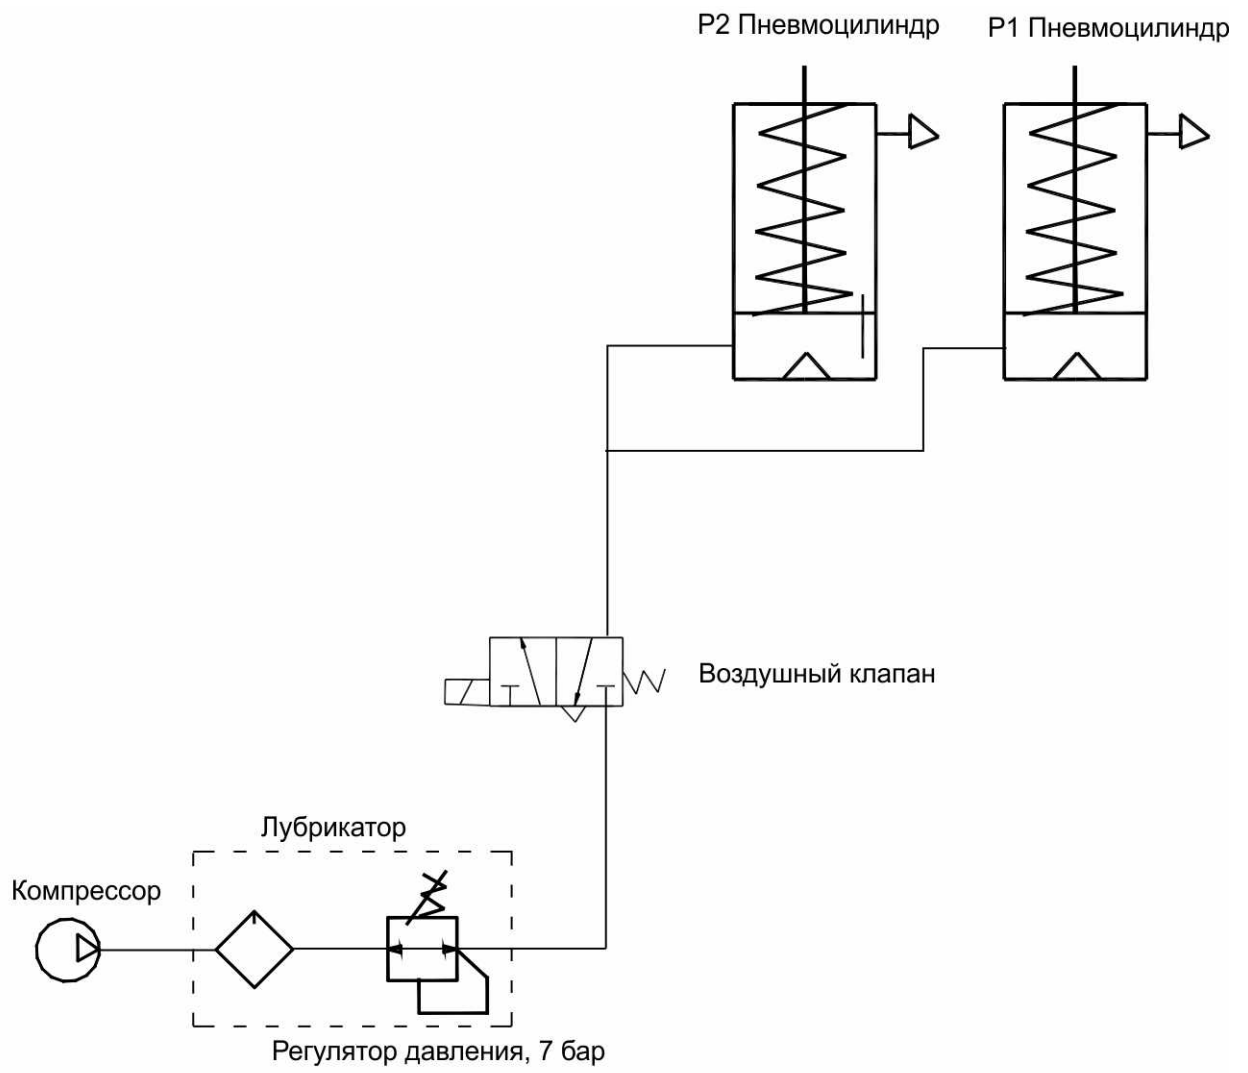 P2 Пневмоцилиндр
P1 Пневмоцилиндр
Воздушный клапан
Лубрикатор
Компрессор
Регулятор давления, 7 бар